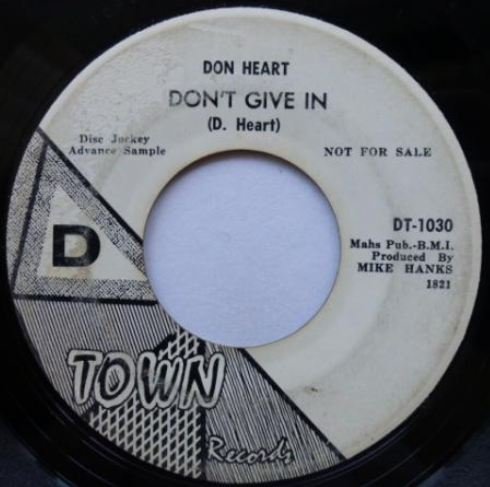 DON HEART
DON'T GIVE IN
(D. Heart)
Disc Jockey
Advance Sample
NOT FOR SALE
DT-1030
Mahs Pub.-B.M.I.
Produced By
MIKE HANKS
1821
D
TOWN
Records